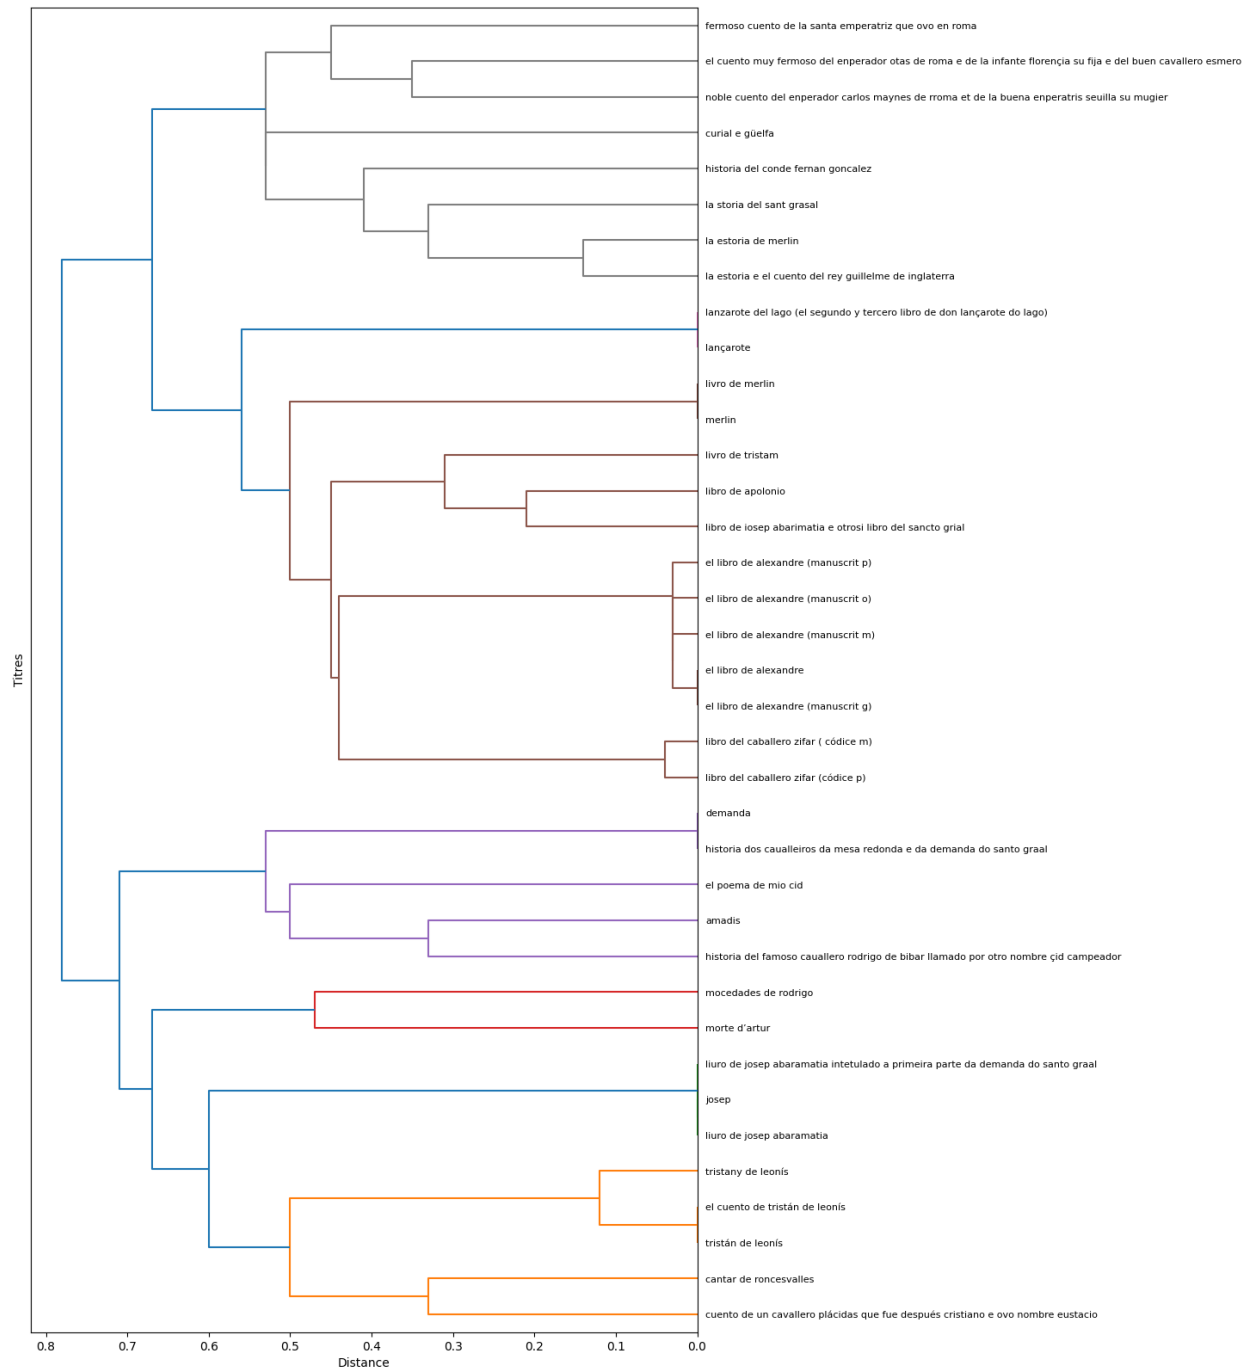 fermoso cuento de la santa emperatriz que ovo en roma
el cuento muy fermoso del enperador otas de roma e de la infante florençia su fija e del buen cavallero esmero
noble cuento del enperador carlos maynes de rroma et de la buena enperatris seuilla su mugier
curial e güelfa
historia del conde fernan goncalez
la storia del sant grasal
la estoria de merlin
la estoria e el cuento del rey guillelme de inglaterra
lanzarote del lago (el segundo y tercero libro de don lançarote do lago)
lançarote
livro de merlin
merlin
livro de tristam
libro de apolonio
libro de iosep abarimatia e otrosi libro del sancto grial
el libro de alexandre (manuscrit p)
el libro de alexandre (manuscrit o)
el libro de alexandre (manuscrit m)
el libro de alexandre
el libro de alexandre (manuscrit g)
libro del caballero zifar ( códice m)
libro del caballero zifar (códice p)
demanda
historia dos caualleiros da mesa redonda e da demanda do santo graal
el poema de mio cid
amadis
historia del famoso cauallero rodrigo de bibar llamado por otro nombre çid campeador
mocedades de rodrigo
morte d’artur
liuro de josep abaramatia intetulado a primeira parte da demanda do santo graal
josep
liuro de josep abaramatia
tristany de leonís
el cuento de tristán de leonís
tristán de leonís
cantar de roncesvalles
cuento de un cavallero plácidas que fue después cristiano e ovo nombre eustacio
Titres
0.8 0.7 0.6 0.5 0.4 0.3 0.2 0.1 0.0
Distance